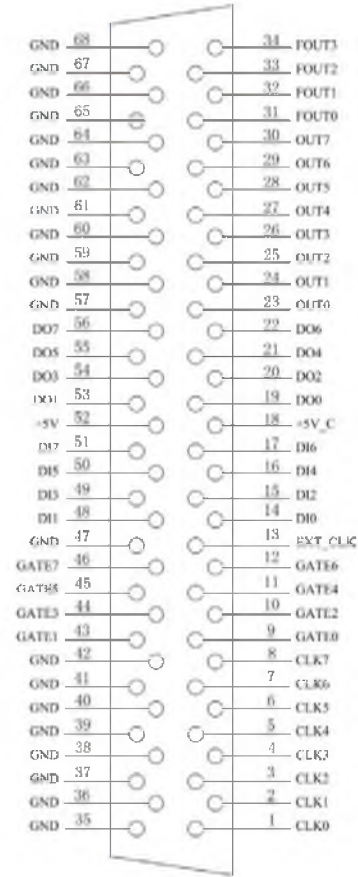 GND 68 34 FOUT3
GND 67 33 FOUT2
GND 66 32 FOUT1
GND 65 31 FOUT0
GND 64 30 OUT7
GND 63 29 OUT6
GND 62 28 OUT5
GND 61 27 OUT4
GND 60 26 OUT3
GND 59 25 OUT2
GND 58 24 OUT1
GND 57 23 OUT0
DO7 56 22 DO6
DO5 55 21 DO4
DO3 54 20 DO2
DO1 53 19 DO0
+5V 52 18 +5V_C
DI7 51 17 DI6
DI5 50 16 DI4
DI3 49 15 DI2
DI1 48 14 DI0
GND 47 13 EXT_CLK
GATE7 46 12 GATE6
GATE5 45 11 GATE4
GATE3 44 10 GATE2
GATE1 43 9 GATE0
GND 42 8 CLK7
GND 41 7 CLK6
GND 40 6 CLK5
GND 39 5 CLK4
GND 38 4 CLK3
GND 37 3 CLK2
GND 36 2 CLK1
GND 35 1 CLK0